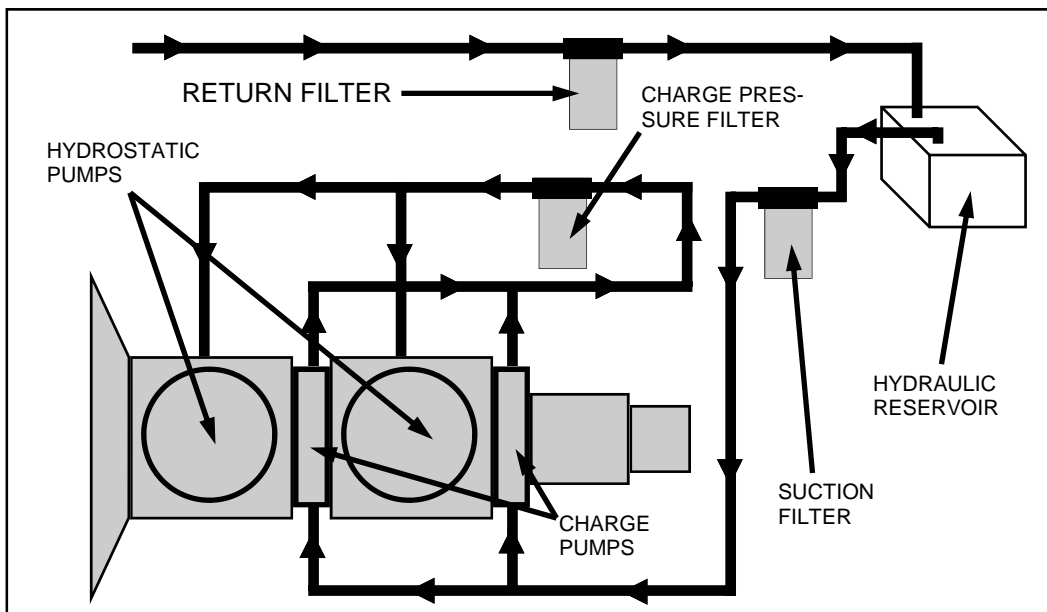 RETURN FILTER
CHARGE PRES-
SURE FILTER
HYDROSTATIC
PUMPS
HYDRAULIC
RESERVOIR
SUCTION
FILTER
CHARGE
PUMPS